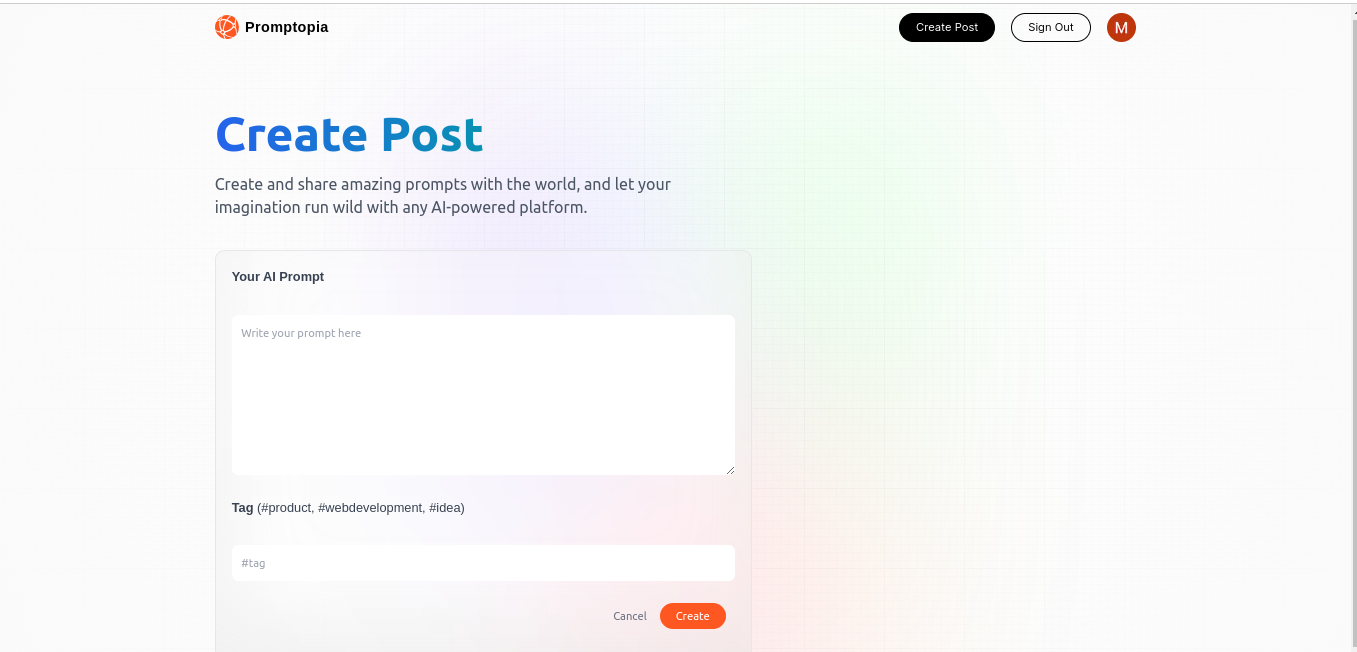 Promptopia
Create Post
Sign Out
M
Create Post
Create and share amazing prompts with the world, and let your
imagination run wild with any AI-powered platform.
Your AI Prompt
Write your prompt here
Tag (#product, #webdevelopment, #idea)
#tag
Cancel
Create